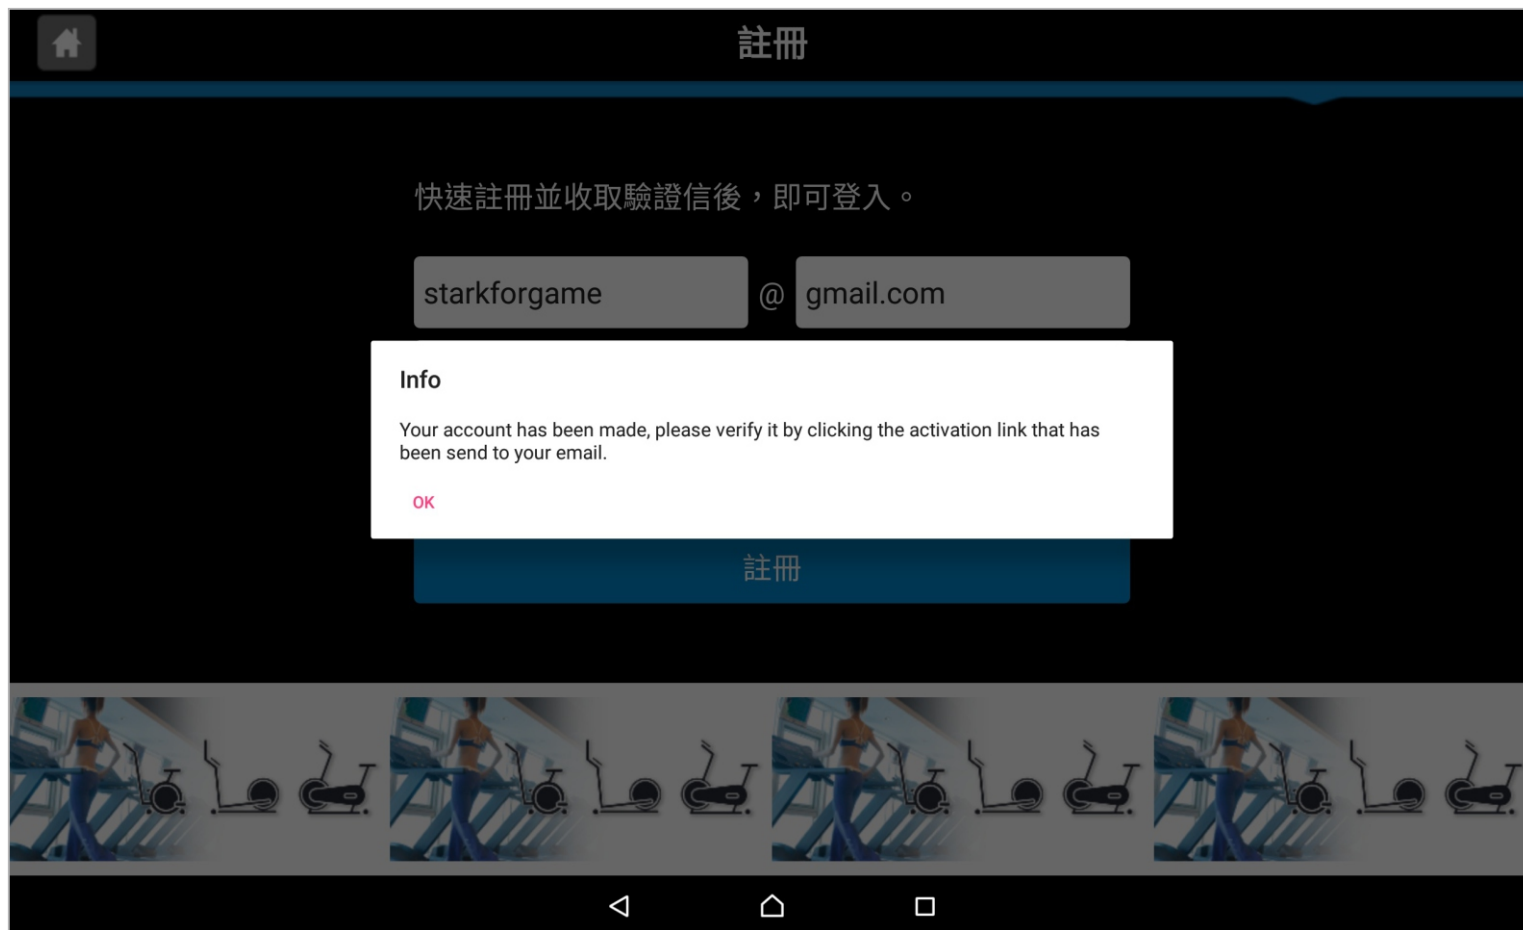 註冊
快速註冊並收取驗證信後，即可登入。
starkforgame @ gmail.com
Info
Your account has been made, please verify it by clicking the activation link that has
been send to your email.
OK
註冊